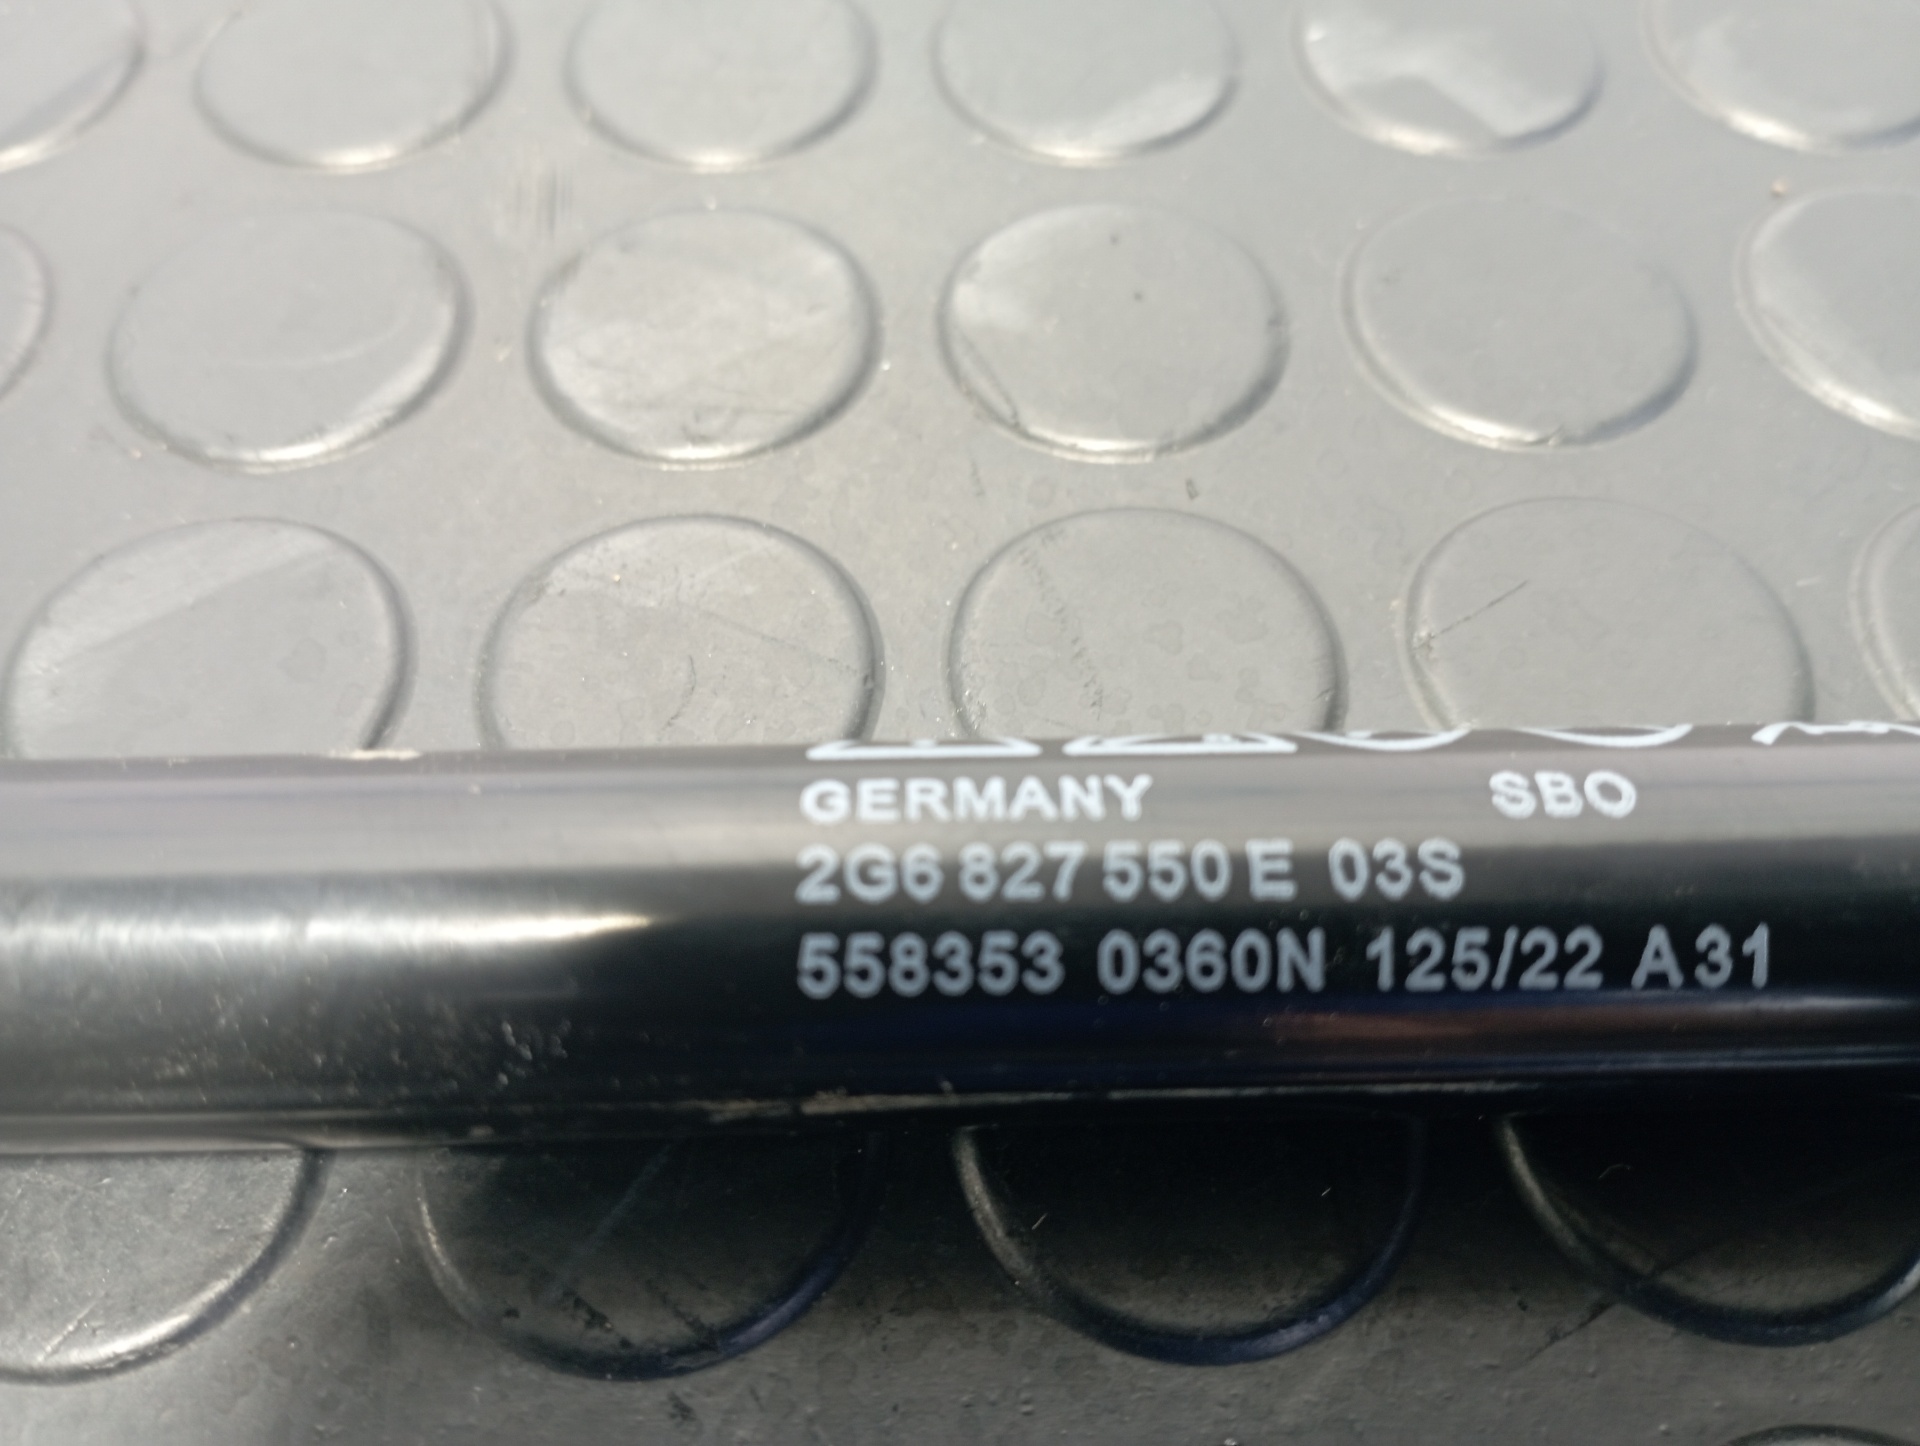 GERMANY SBO
2G6 827 550 E 03S
558353 0360N 125/22 A31